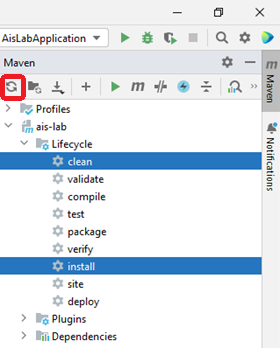 AisLabApplication
Maven
Profiles
ais-lab
Lifecycle
clean
validate
compile
test
package
verify
install
site
deploy
Plugins
Dependencies
m
Maven
Notifications